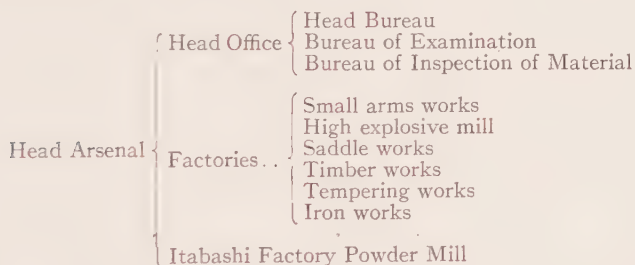 Head Bureau
Head Office { Bureau of Examination
Bureau of Inspection of Material
Small arms works
High explosive mill
Head Arsenal { Factories.. { Saddle works
Timber works
Tempering works
Iron works
Itabashi Factory Powder Mill